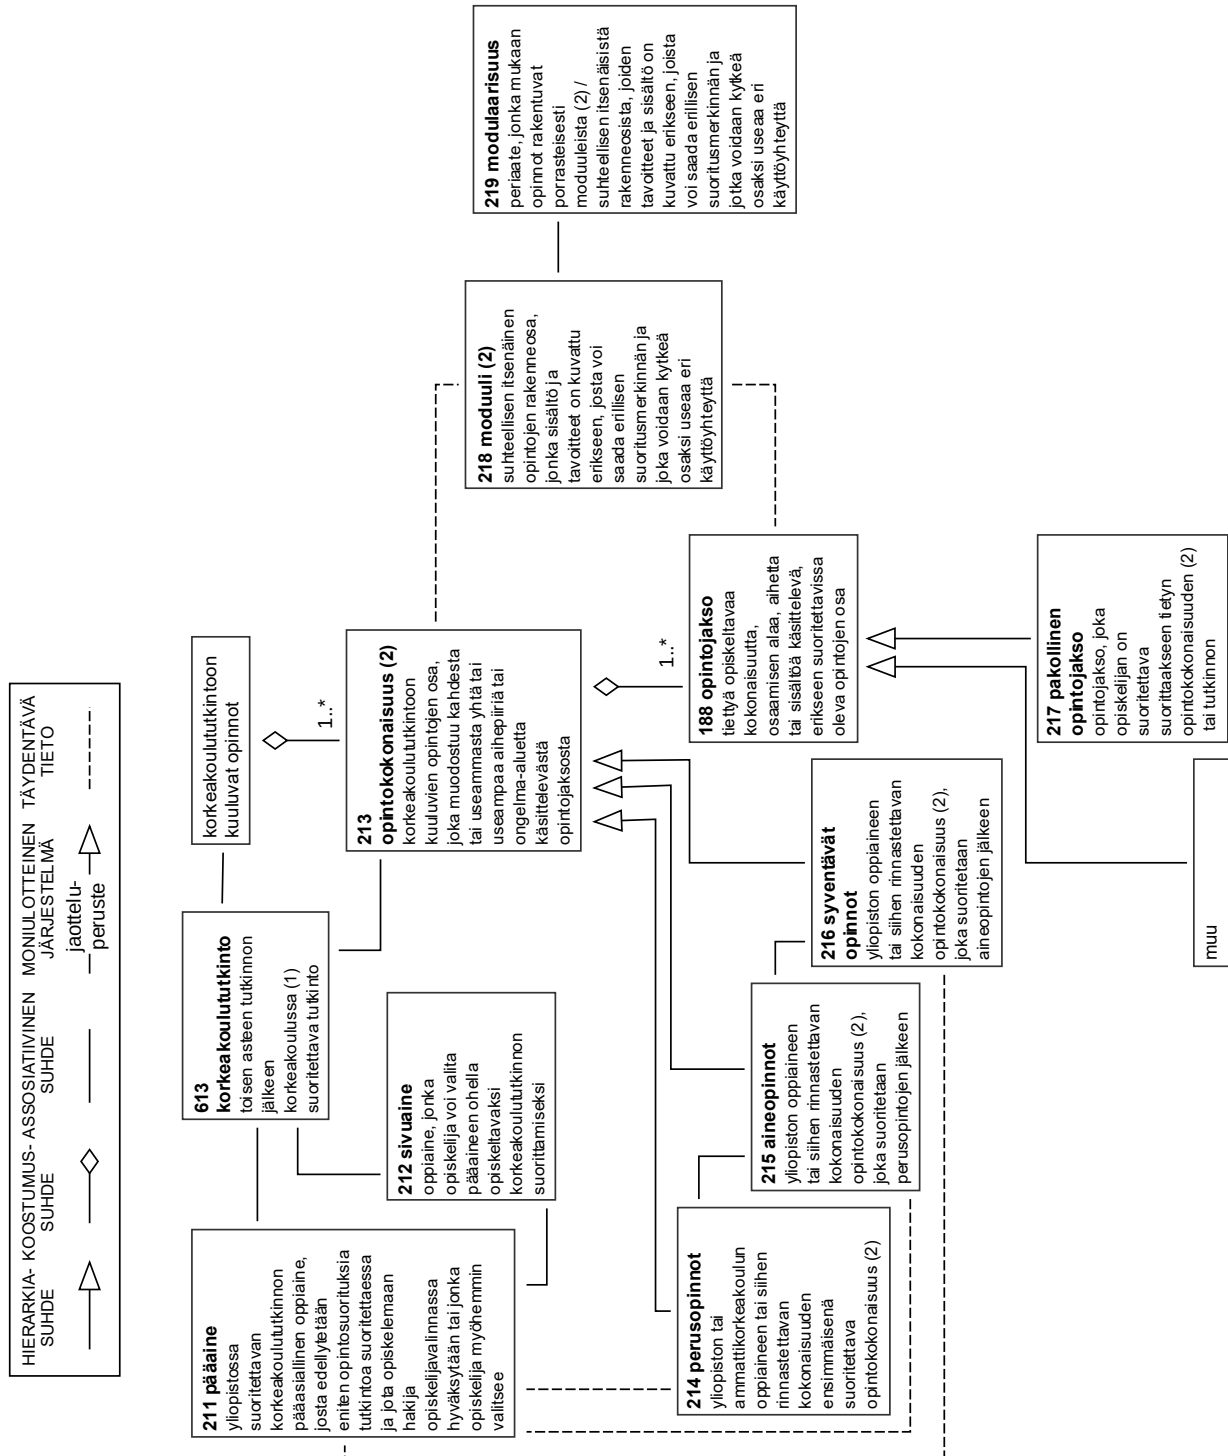 HIERARKIA-
SUHDE
KOOSTUMUS-
SUHDE
ASSOSIATIIVINEN
SUHDE
MONIULOTTEINEN
JÄRJESTELMÄ
jaottelu-
peruste
TÄYDENTÄVÄ
TIETO
211 pääaine
yliopistossa
suoritettavan
korkeakoulututkinnon
pääasiallinen oppiaine,
josta edellytetään
eniten opintosuorituksia
tutkintoa suoritettaessa
ja jota opiskelemaan
hakija
opiskelijavalinnassa
hyväksytään tai jonka
opiskelija myöhemmin
valitsee
613
korkeakoulututkinto
toisen asteen tutkinnon
jälkeen
korkeakoulussa (1)
suoritettava tutkinto
korkeakoulututkintoon
kuuluvat opinnot
1..*
212 sivuaine
oppiaine, jonka
opiskelija voi valita
pääaineen ohella
opiskeltavaksi
korkeakoulututkinnon
suorittamiseksi
213
opintokokonaisuus (2)
korkeakoulututkintoon
kuuluvien opintojen osa,
joka muodostuu kahdesta
tai useammasta yhtä tai
useampaa aihepiiriä tai
ongelma-aluetta
käsittelevästä
opintojaksosta
1..*
218 moduuli (2)
suhteellisen itsenäinen
opintojen rakenneosa,
jonka sisältö ja
tavoitteet on kuvattu
erikseen, josta voi
saada erillisen
suoritusmerkinnän ja
joka voidaan kytkeä
osaksi useaa eri
käyttöyhteyttä
219 modulaarisuus
periaate, jonka mukaan
opinnot rakentuvat
porrasteisesti
moduuleista (2) /
suhteellisen itsenäisistä
rakenneosista, joiden
tavoitteet ja sisältö on
kuvattu erikseen, joista
voi saada erillisen
suoritusmerkinnän ja
jotka voidaan kytkeä
osaksi useaa eri
käyttöyhteyttä
214 perusopinnot
yliopiston tai
ammattikorkeakoulun
oppiaineen tai siihen
rinnastettavan
kokonaisuuden
ensimmäisenä
suoritettava
opintokokonaisuus (2)
215 aineopinnot
yliopiston oppiaineen
tai siihen rinnastettavan
kokonaisuuden
opintokokonaisuus (2),
joka suoritetaan
perusopintojen jälkeen
216 syventävät
opinnot
yliopiston oppiaineen
tai siihen rinnastettavan
kokonaisuuden
opintokokonaisuus (2),
joka suoritetaan
aineopintojen jälkeen
188 opintojakso
tiettyä opiskeltavaa
kokonaisuutta,
osaamisen alaa, aihetta
tai sisältöä käsittelevä,
erikseen suoritettavissa
oleva opintojen osa
217 pakollinen
opintojakso
opintojakso, joka
opiskelijan on
suoritettava
suorittaakseen tietyn
opintokokonaisuuden (2)
tai tutkinnon
muu